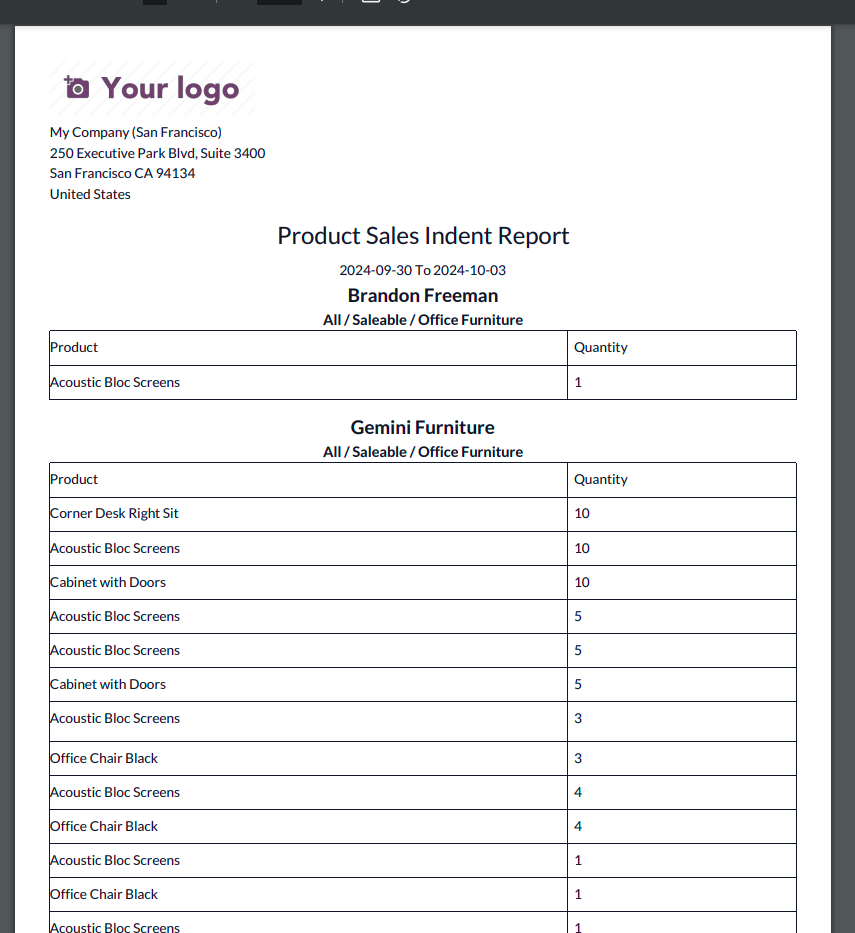 Your logo
My Company (San Francisco)
250 Executive Park Blvd, Suite 3400
San Francisco CA 94134
United States
Product Sales Indent Report
2024-09-30 To 2024-10-03
Brandon Freeman
All / Saleable / Office Furniture
Product Quantity
Acoustic Bloc Screens 1
Gemini Furniture
All / Saleable / Office Furniture
Product Quantity
Corner Desk Right Sit 10
Acoustic Bloc Screens 10
Cabinet with Doors 10
Acoustic Bloc Screens 5
Acoustic Bloc Screens 5
Cabinet with Doors 5
Acoustic Bloc Screens 3
Office Chair Black 3
Acoustic Bloc Screens 4
Office Chair Black 4
Acoustic Bloc Screens 1
Office Chair Black 1
Acoustic Bloc Screens 1